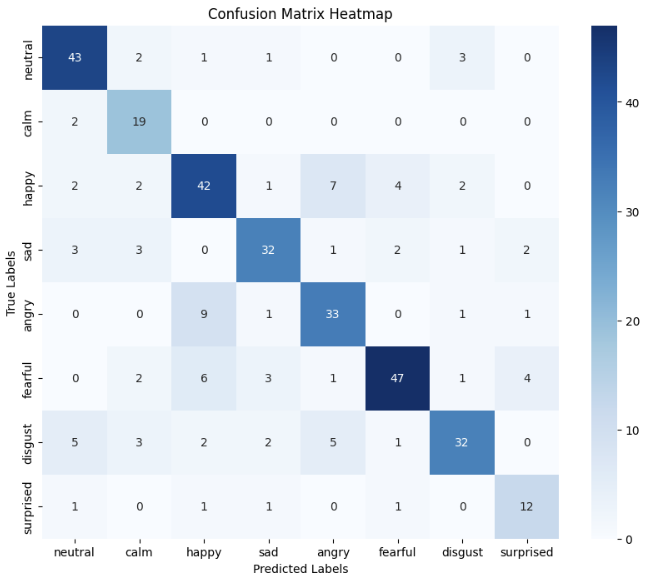 Confusion Matrix Heatmap
True Labels
neutral 43 2 1 1 0 0 3 0
calm 2 19 0 0 0 0 0 0
happy 2 2 42 1 7 4 2 0
sad 3 3 0 32 1 2 1 2
angry 0 0 9 1 33 0 1 1
fearful 0 2 6 3 1 47 1 4
disgust 5 3 2 2 5 1 32 0
surprised 1 0 1 1 0 1 0 12
neutral calm happy sad angry fearful disgust surprised
Predicted Labels
40
30
20
10
0